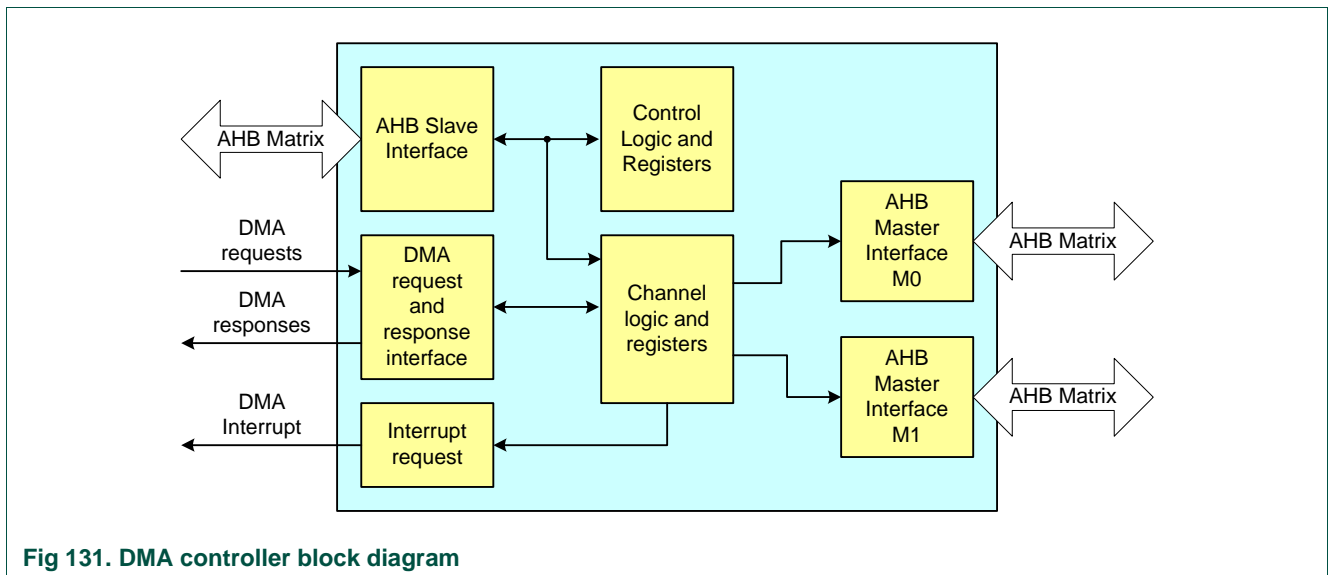 AHB Matrix
AHB Slave
Interface
Control
Logic and
Registers
DMA
requests
DMA
responses
DMA
request
and
response
interface
Channel
logic and
registers
AHB
Master
Interface
M0
AHB Matrix
AHB
Master
Interface
M1
AHB Matrix
DMA
Interrupt
Interrupt
request
Fig 131. DMA controller block diagram